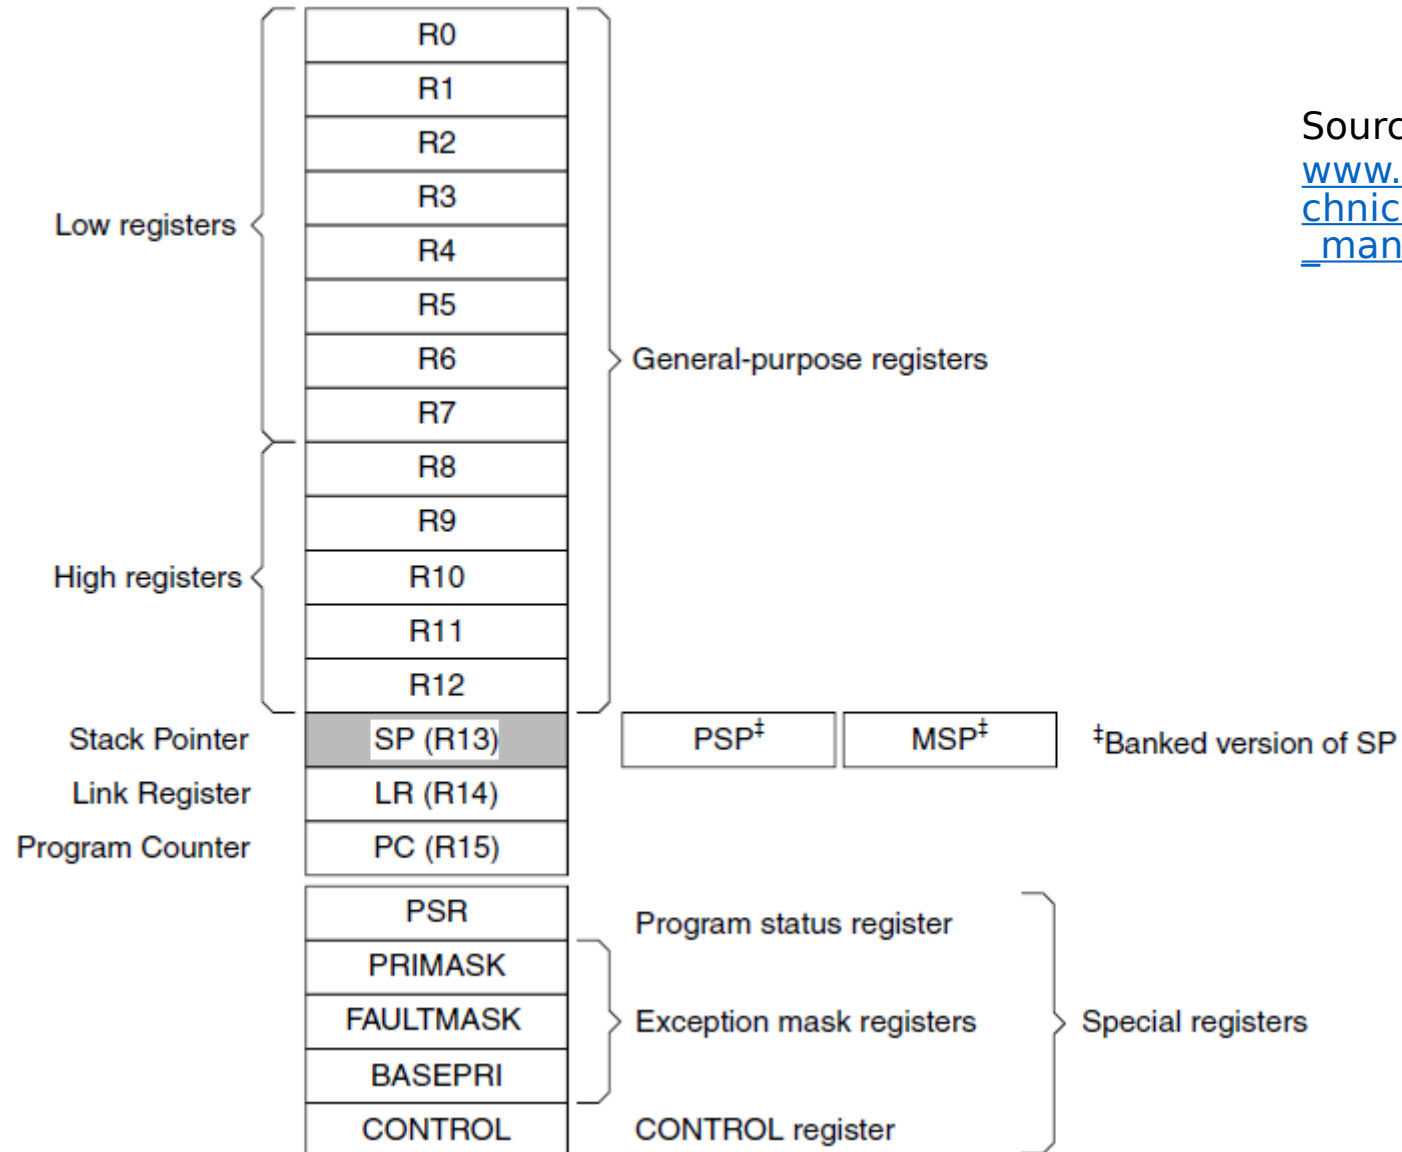 R0
R1
R2
R3
Low registers
R4
R5
R6
General-purpose registers
R7
R8
R9
High registers
R10
R11
R12
Stack Pointer SP (R13) PSP‡ MSP‡ ‡Banked version of SP
Link Register LR (R14)
Program Counter PC (R15)
PSR Program status register
PRIMASK
FAULTMASK Exception mask registers Special registers
BASEPRI
CONTROL CONTROL register
Sourc
www.
chnic
_man